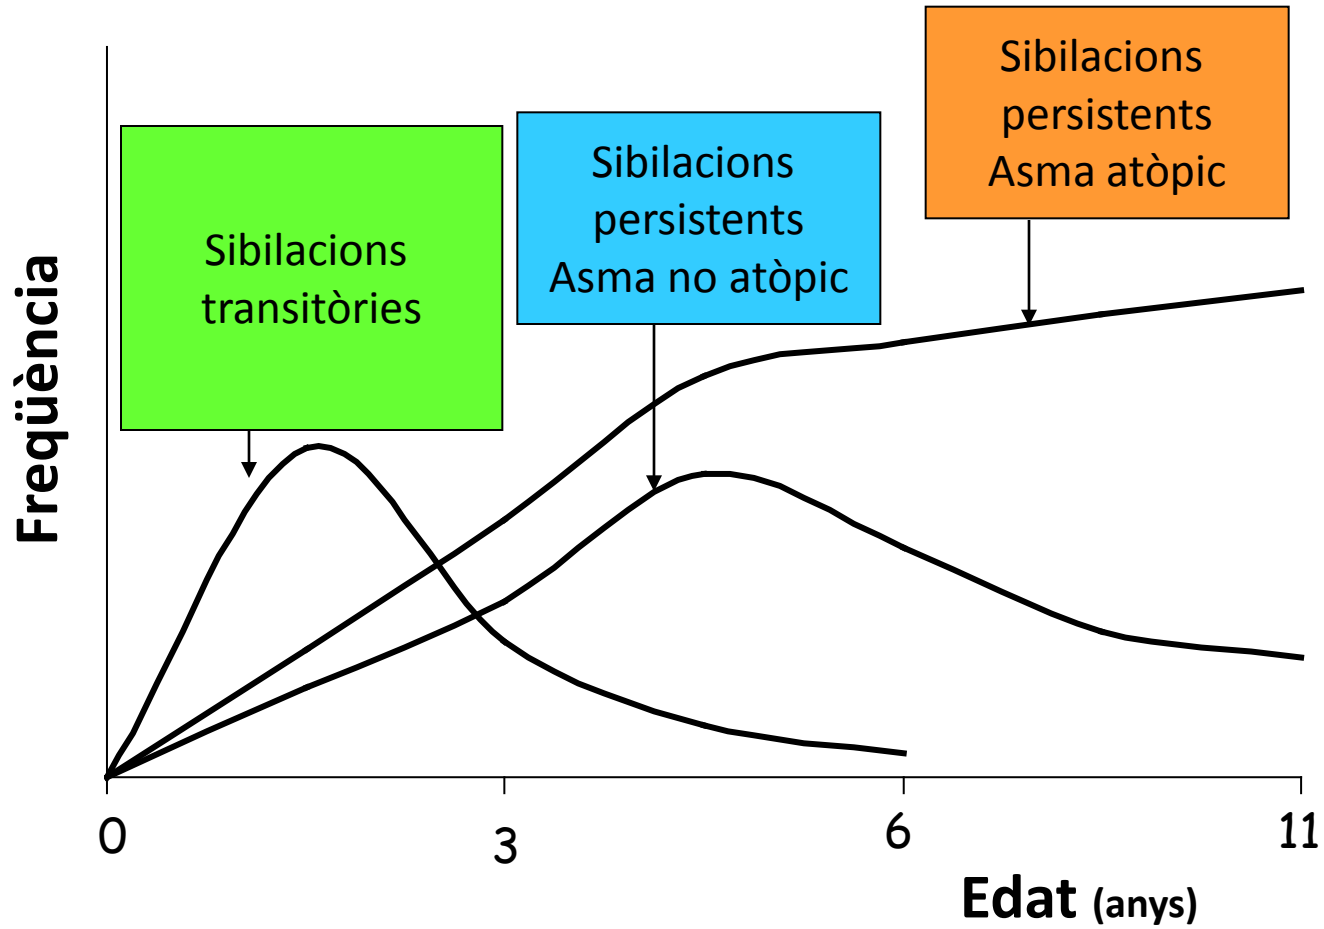 Sibilacions
persistents
Asma atòpic
Sibilacions
persistents
Asma no atòpic
Sibilacions
transitòries
Freqüència
0
3
6
11
Edat (anys)